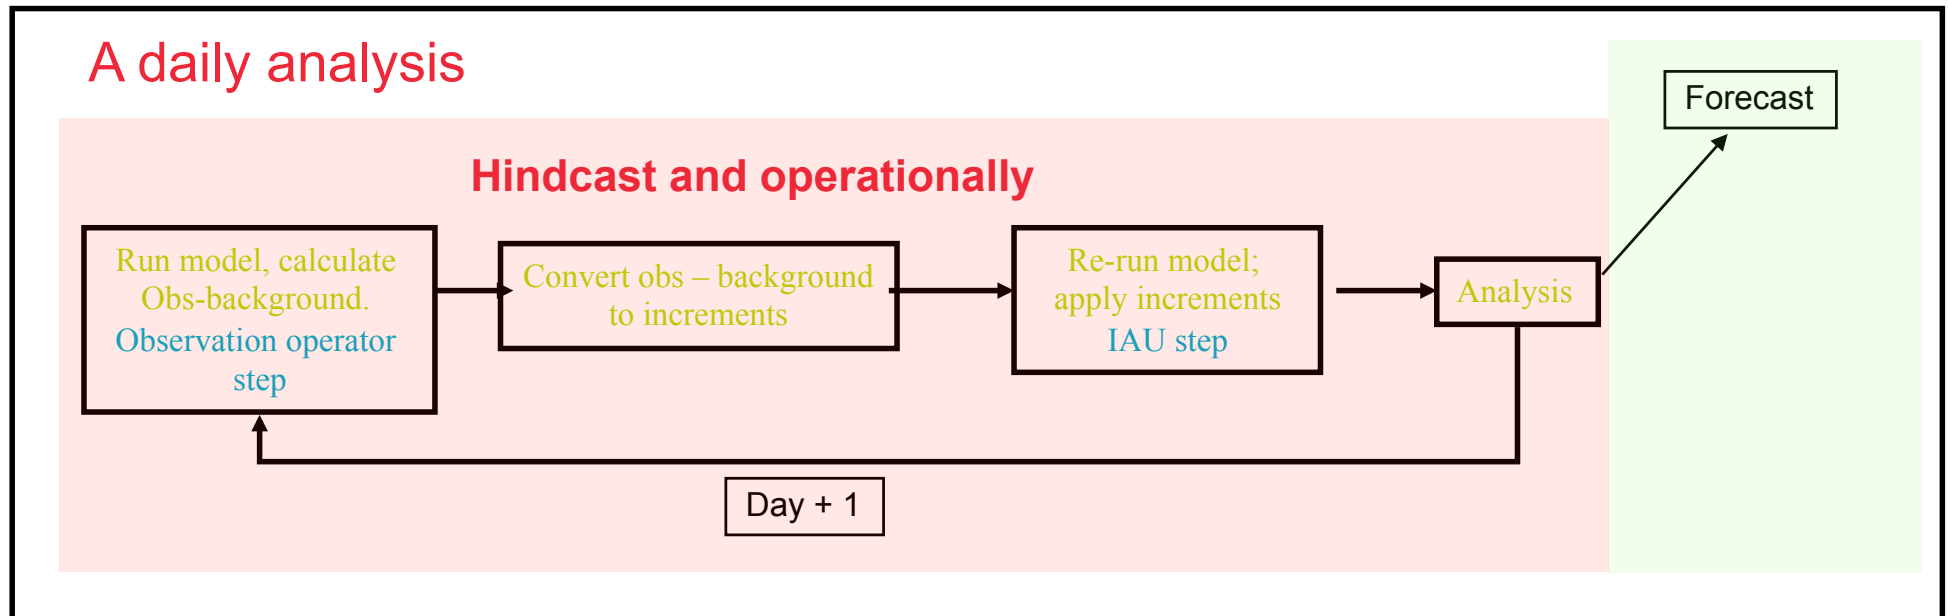 A daily analysis
Forecast
Hindcast and operationally
Run model, calculate
Obs-background.
Observation operator
step
Convert obs – background
to increments
Re-run model;
apply increments
IAU step
Analysis
Day + 1